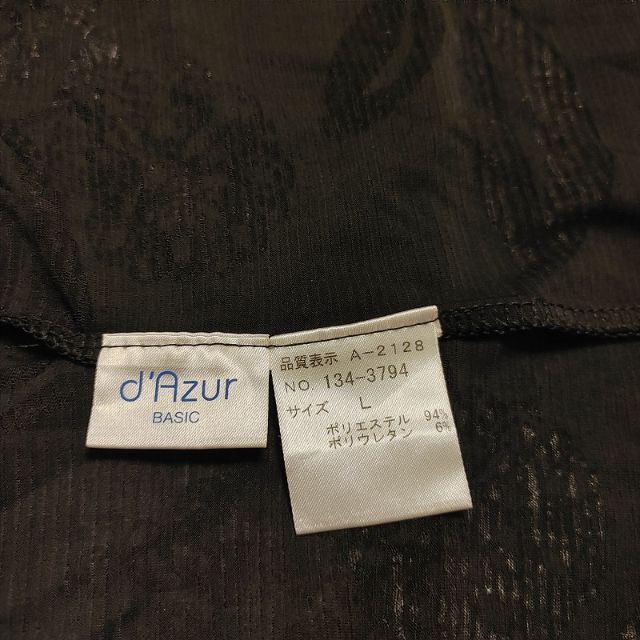 d'Azur
BASIC
品質表示 A-2128
NO. 134-3794
サイズ L
ポリエステル 94%
ポリウレタン 6%